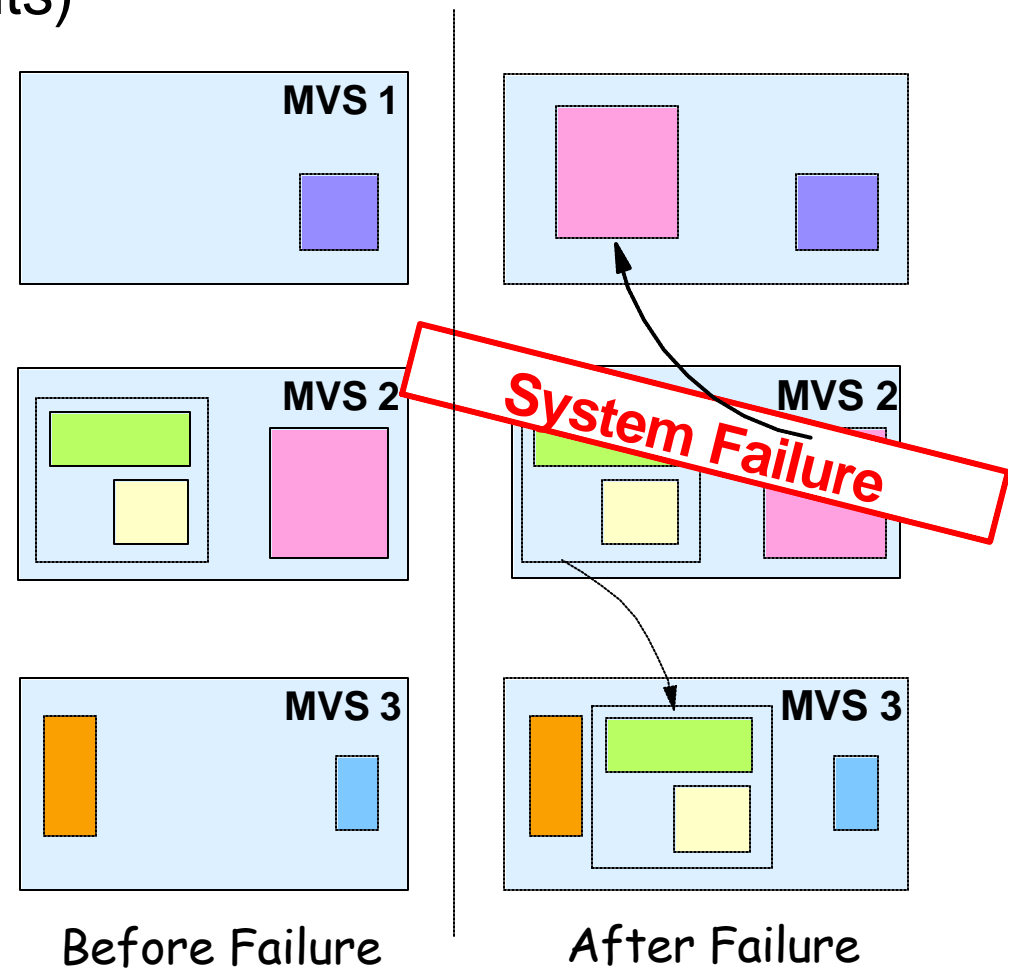 MVS 1
MVS 2
MVS 2
System Failure
MVS 3
MVS 3
Before Failure
After Failure